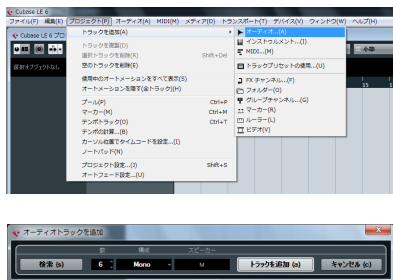 Cubase LE 6
ファイル(F) 編集(E) プロジェクト(P) オーディオ(A) MIDI(M) メディア(D) トランスポート(T) デバイス(V) ウィンドウ(W) ヘルプ(H)
Cubase LE 6 プロ
選択オブジェクトなし
トラックを追加(A)
トラックを複製(D)
選択トラックを削除(R) Shift+Del
空のトラックを削除(E)
使用中のオートメーションをすべて表示(S)
オートメーションを隠す(全トラック)(H)
プール(P) Ctrl+P
マーカー(M) Ctrl+M
テンポトラック(O) Ctrl+T
テンポの計算...(B)
カーソル位置でタイムコードを設定...(I)
ノートパッド(N)
プロジェクト設定...(J) Shift+S
オートフェード設定...(U)
オーディオ...(A)
インストゥルメント...(I)
MIDI...(M)
トラックプリセットの使用...(U)
FX チャンネル...(F)
フォルダー(O)
グループチャンネル...(G)
マーカー(R)
ルーラー(L)
ビデオ(V)
小節
15
オーディオトラックを追加
数 構成 スピーカー
検索 (s) 6 Mono M トラックを追加 (a) キャンセル (c)